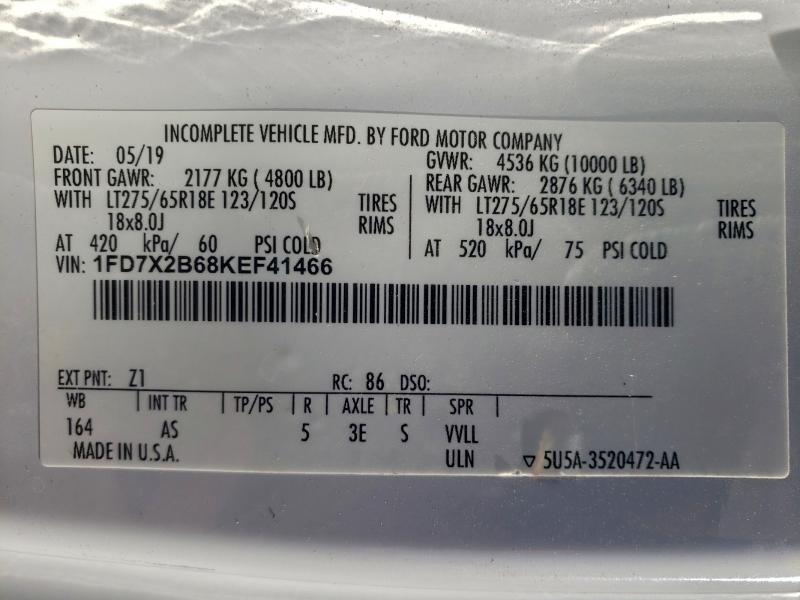 INCOMPLETE VEHICLE MFD. BY FORD MOTOR COMPANY
DATE: 05/19 GVWR: 4536 KG (10000 LB)
FRONT GAWR: 2177 KG ( 4800 LB) REAR GAWR: 2876 KG ( 6340 LB)
WITH LT275/65R18E 123/120S TIRES WITH LT275/65R18E 123/120S TIRES
18x8.0J RIMS 18x8.0J RIMS
AT 420 kPa/ 60 PSI COLD AT 520 kPa/ 75 PSI COLD
VIN: 1FD7X2B68KEF41466
EXT PNT: Z1 RC: 86 DSO:
WB | INT TR | TP/PS | R | AXLE | TR | SPR |
164 AS 5 3E S VVLL
MADE IN U.S.A. ULN ▽ 5U5A-3520472-AA